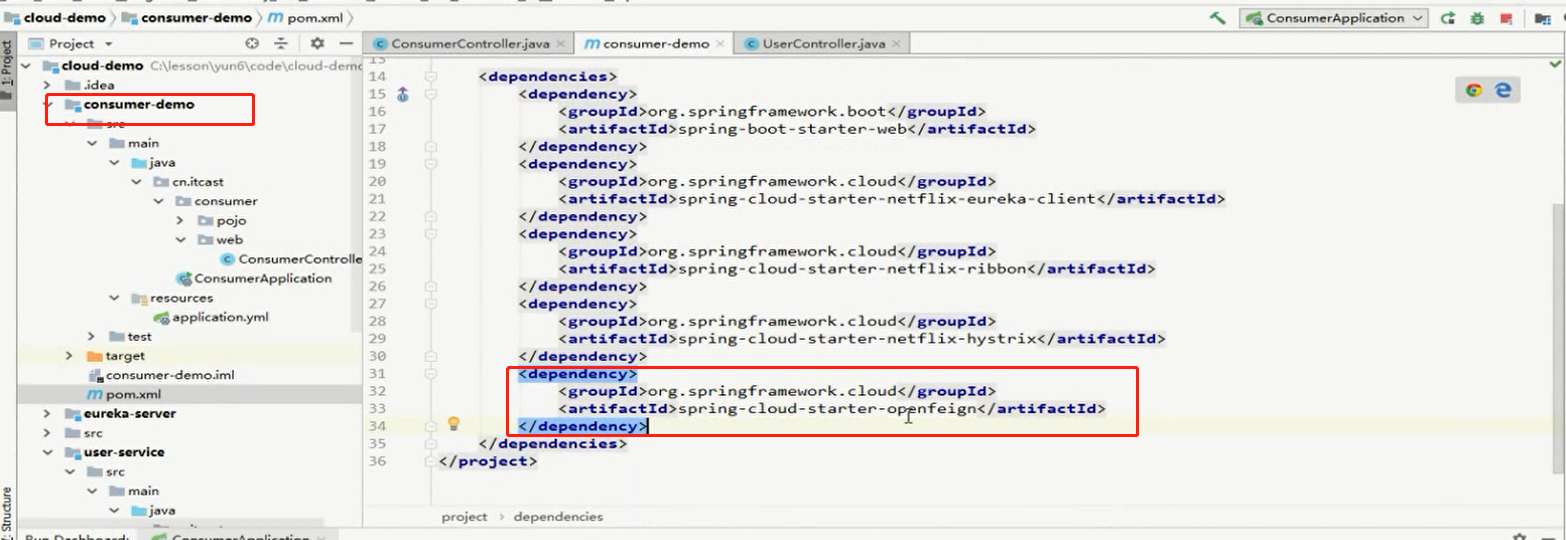 cloud-demo consumer-demo pom.xml
ConsumerApplication
1: Project
Project
cloud-demo C:\lesson\yun6\code\cloud-demo
.idea
consumer-demo
src
main
java
cn.itcast
consumer
pojo
web
ConsumerControlle
ConsumerApplication
resources
application.yml
test
target
consumer-demo.iml
pom.xml
eureka-server
src
user-service
src
main
java
Structure
ConsumerController.java consumer-demo UserController.java
13
14 <dependencies>
15 <dependency>
16 <groupId>org.springframework.boot</groupId>
17 <artifactId>spring-boot-starter-web</artifactId>
18 </dependency>
19 <dependency>
20 <groupId>org.springframework.cloud</groupId>
21 <artifactId>spring-cloud-starter-netflix-eureka-client</artifactId>
22 </dependency>
23 <dependency>
24 <groupId>org.springframework.cloud</groupId>
25 <artifactId>spring-cloud-starter-netflix-ribbon</artifactId>
26 </dependency>
27 <dependency>
28 <groupId>org.springframework.cloud</groupId>
29 <artifactId>spring-cloud-starter-netflix-hystrix</artifactId>
30 </dependency>
31 <dependency>
32 <groupId>org.springframework.cloud</groupId>
33 <artifactId>spring-cloud-starter-openfeign</artifactId>
34 </dependency>
35 </dependencies>
36 </project>
project dependencies
Run Dashboard: ConsumerApplication